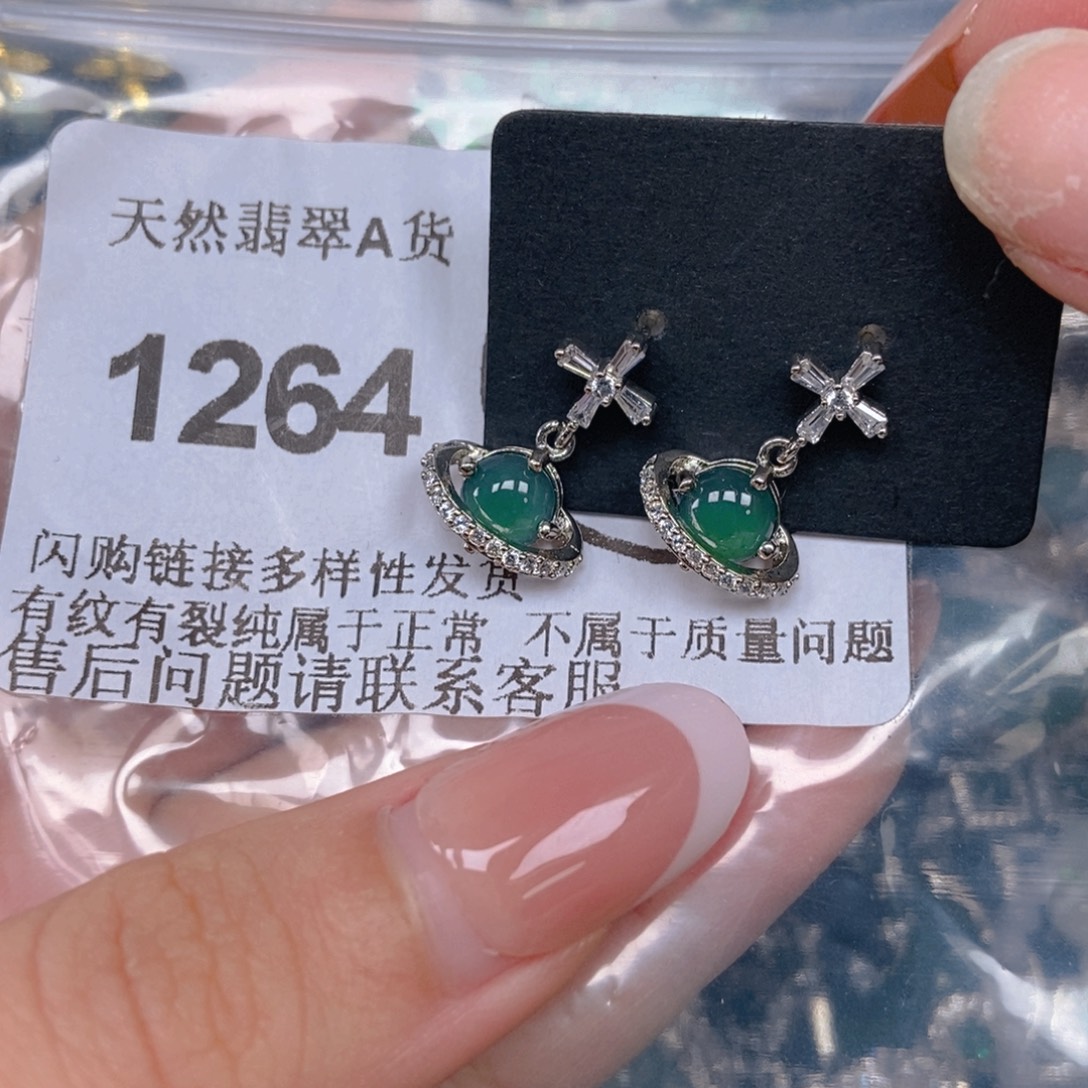 天然翡翠A货
1264
闪购链接多样性发货
有纹有裂纯属于正常 不属于质量问题
售后问题请联系客服